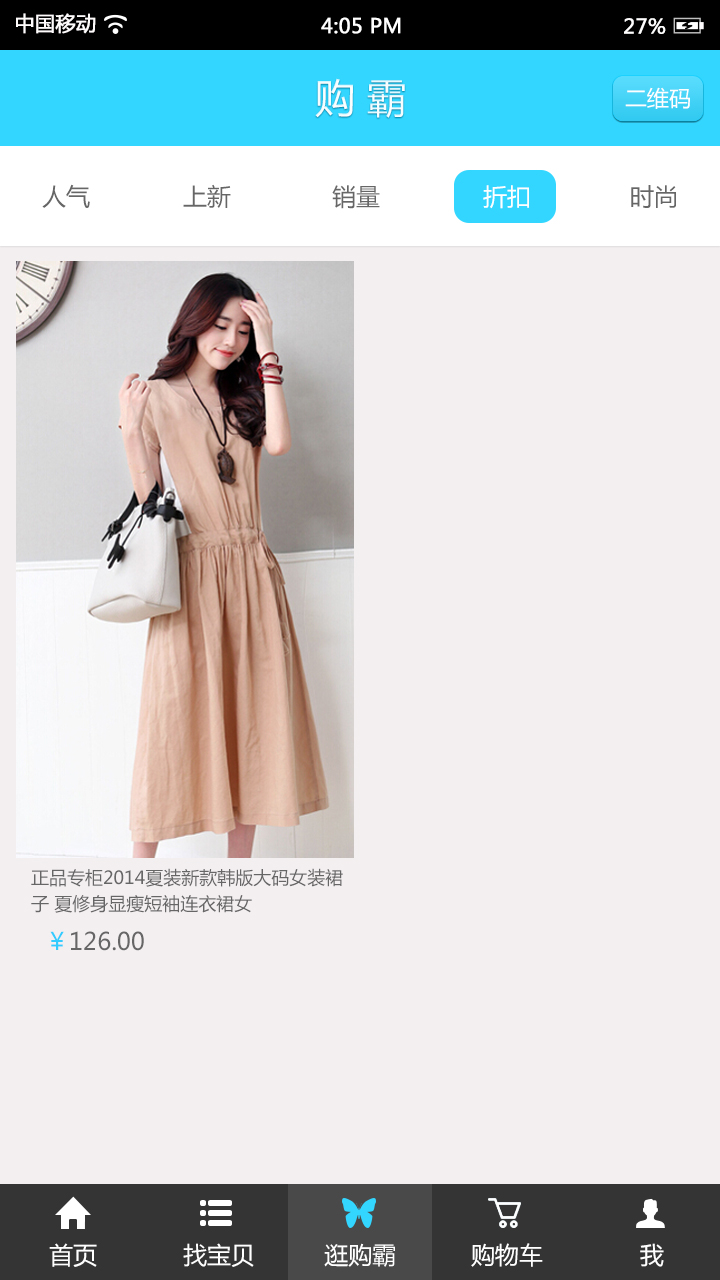 中国移动 4:05 PM 27%
购 霸 二维码
人气 上新 销量 折扣 时尚
正品专柜2014夏装新款韩版大码女装裙
子 夏修身显瘦短袖连衣裙女
¥ 126.00
首页 找宝贝 逛购霸 购物车 我